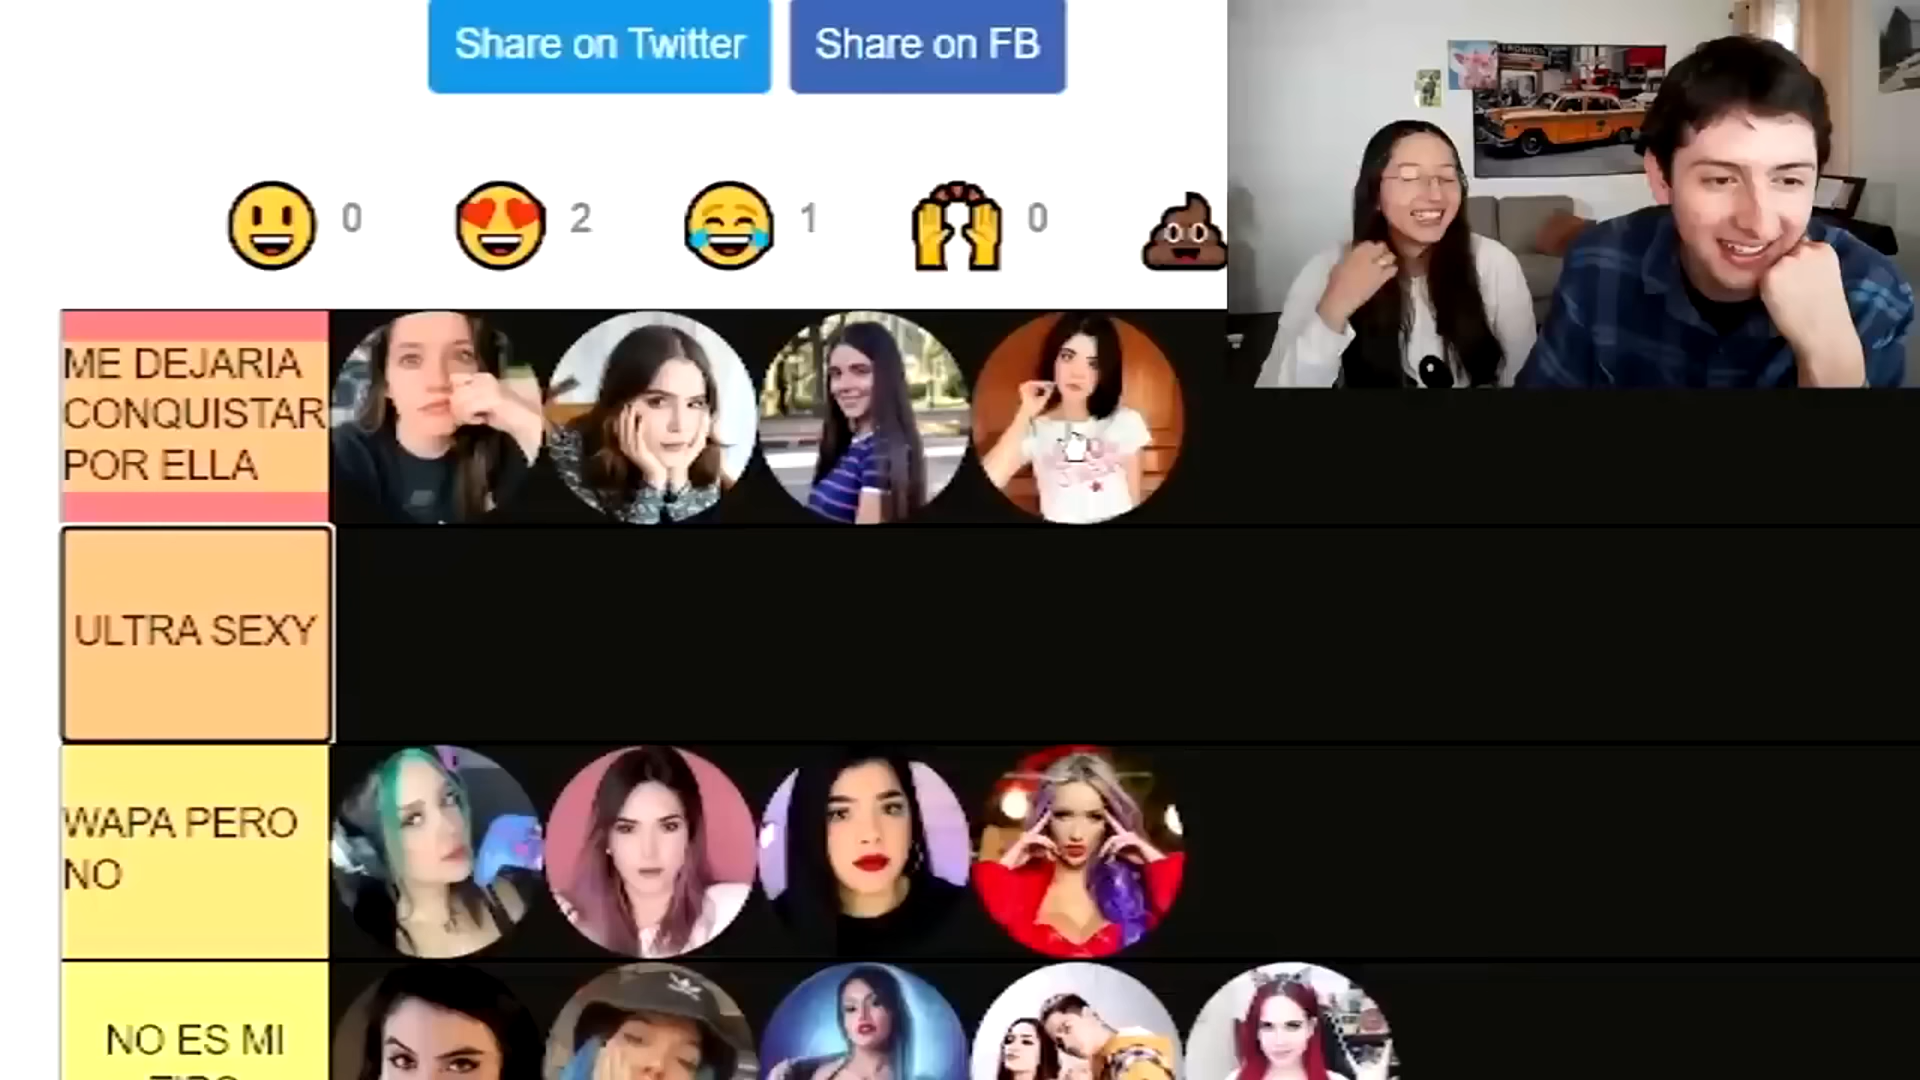 Share on Twitter
Share on FB
0
2
1
0
TRONICS
ME DEJARIA
CONQUISTAR
POR ELLA
ULTRA SEXY
WAPA PERO
NO
NO ES MI